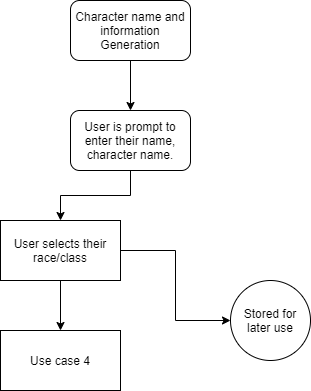 Character name and
information
Generation
User is prompt to
enter their name,
character name.
User selects their
race/class
Stored for
later use
Use case 4